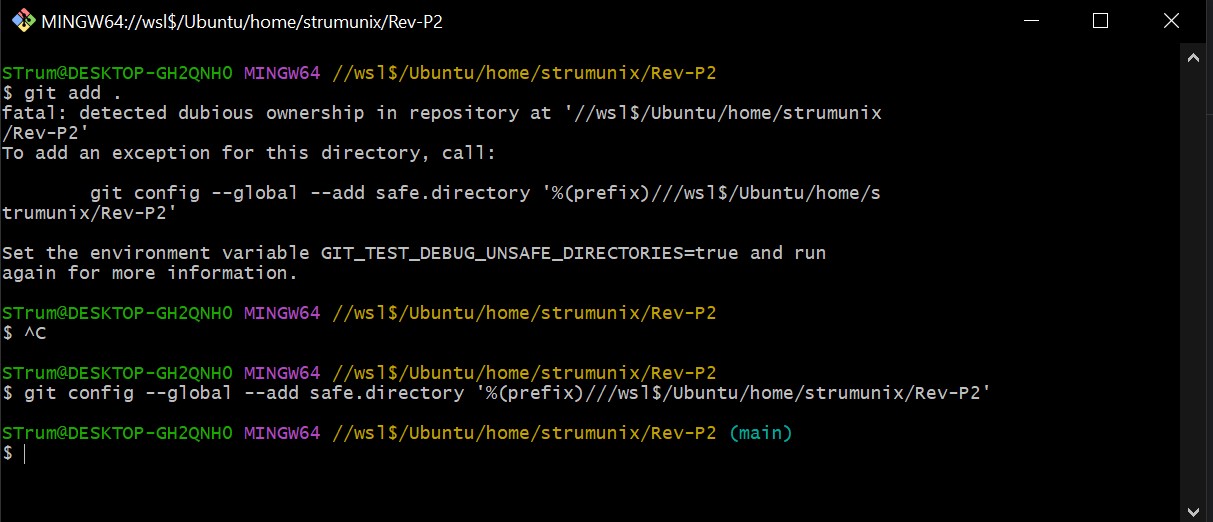 MINGW64://wsl$/Ubuntu/home/strumunix/Rev-P2
STrum@DESKTOP-GH2QNH0 MINGW64 //wsl$/Ubuntu/home/strumunix/Rev-P2
$ git add .
fatal: detected dubious ownership in repository at '//wsl$/Ubuntu/home/strumunix
/Rev-P2'
To add an exception for this directory, call:
git config --global --add safe.directory '%(prefix)///wsl$/Ubuntu/home/s
trumunix/Rev-P2'
Set the environment variable GIT_TEST_DEBUG_UNSAFE_DIRECTORIES=true and run
again for more information.
STrum@DESKTOP-GH2QNH0 MINGW64 //wsl$/Ubuntu/home/strumunix/Rev-P2
$ ^C
STrum@DESKTOP-GH2QNH0 MINGW64 //wsl$/Ubuntu/home/strumunix/Rev-P2
$ git config --global --add safe.directory '%(prefix)///wsl$/Ubuntu/home/strumunix/Rev-P2'
STrum@DESKTOP-GH2QNH0 MINGW64 //wsl$/Ubuntu/home/strumunix/Rev-P2 (main)
$